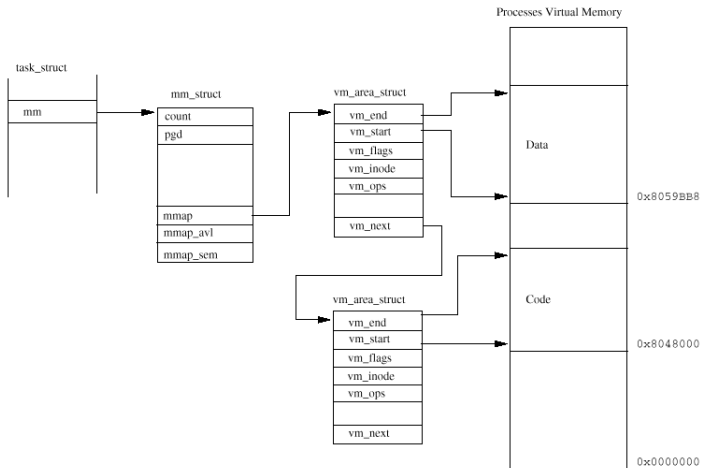 Processes Virtual Memory
task_struct
mm
mm_struct
count
pgd
mmap
mmap_avl
mmap_sem
vm_area_struct
vm_end
vm_start
vm_flags
vm_inode
vm_ops
vm_next
vm_area_struct
vm_end
vm_start
vm_flags
vm_inode
vm_ops
vm_next
Data
0x8059BB8
Code
0x8048000
0x0000000